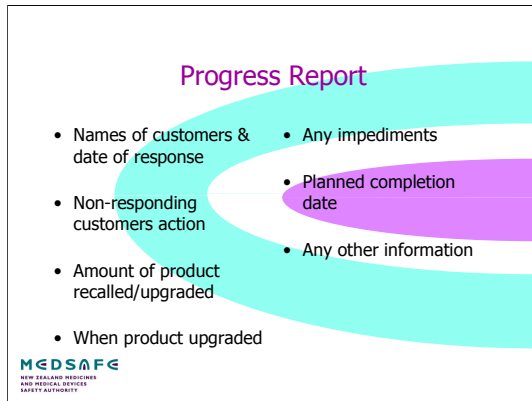 Progress Report
• Names of customers &
date of response
• Non-responding
customers action
• Amount of product
recalled/upgraded
• When product upgraded
• Any impediments
• Planned completion
date
• Any other information
MEDSAFE
NEW ZEALAND MEDICINES
AND MEDICAL DEVICES
SAFETY AUTHORITY